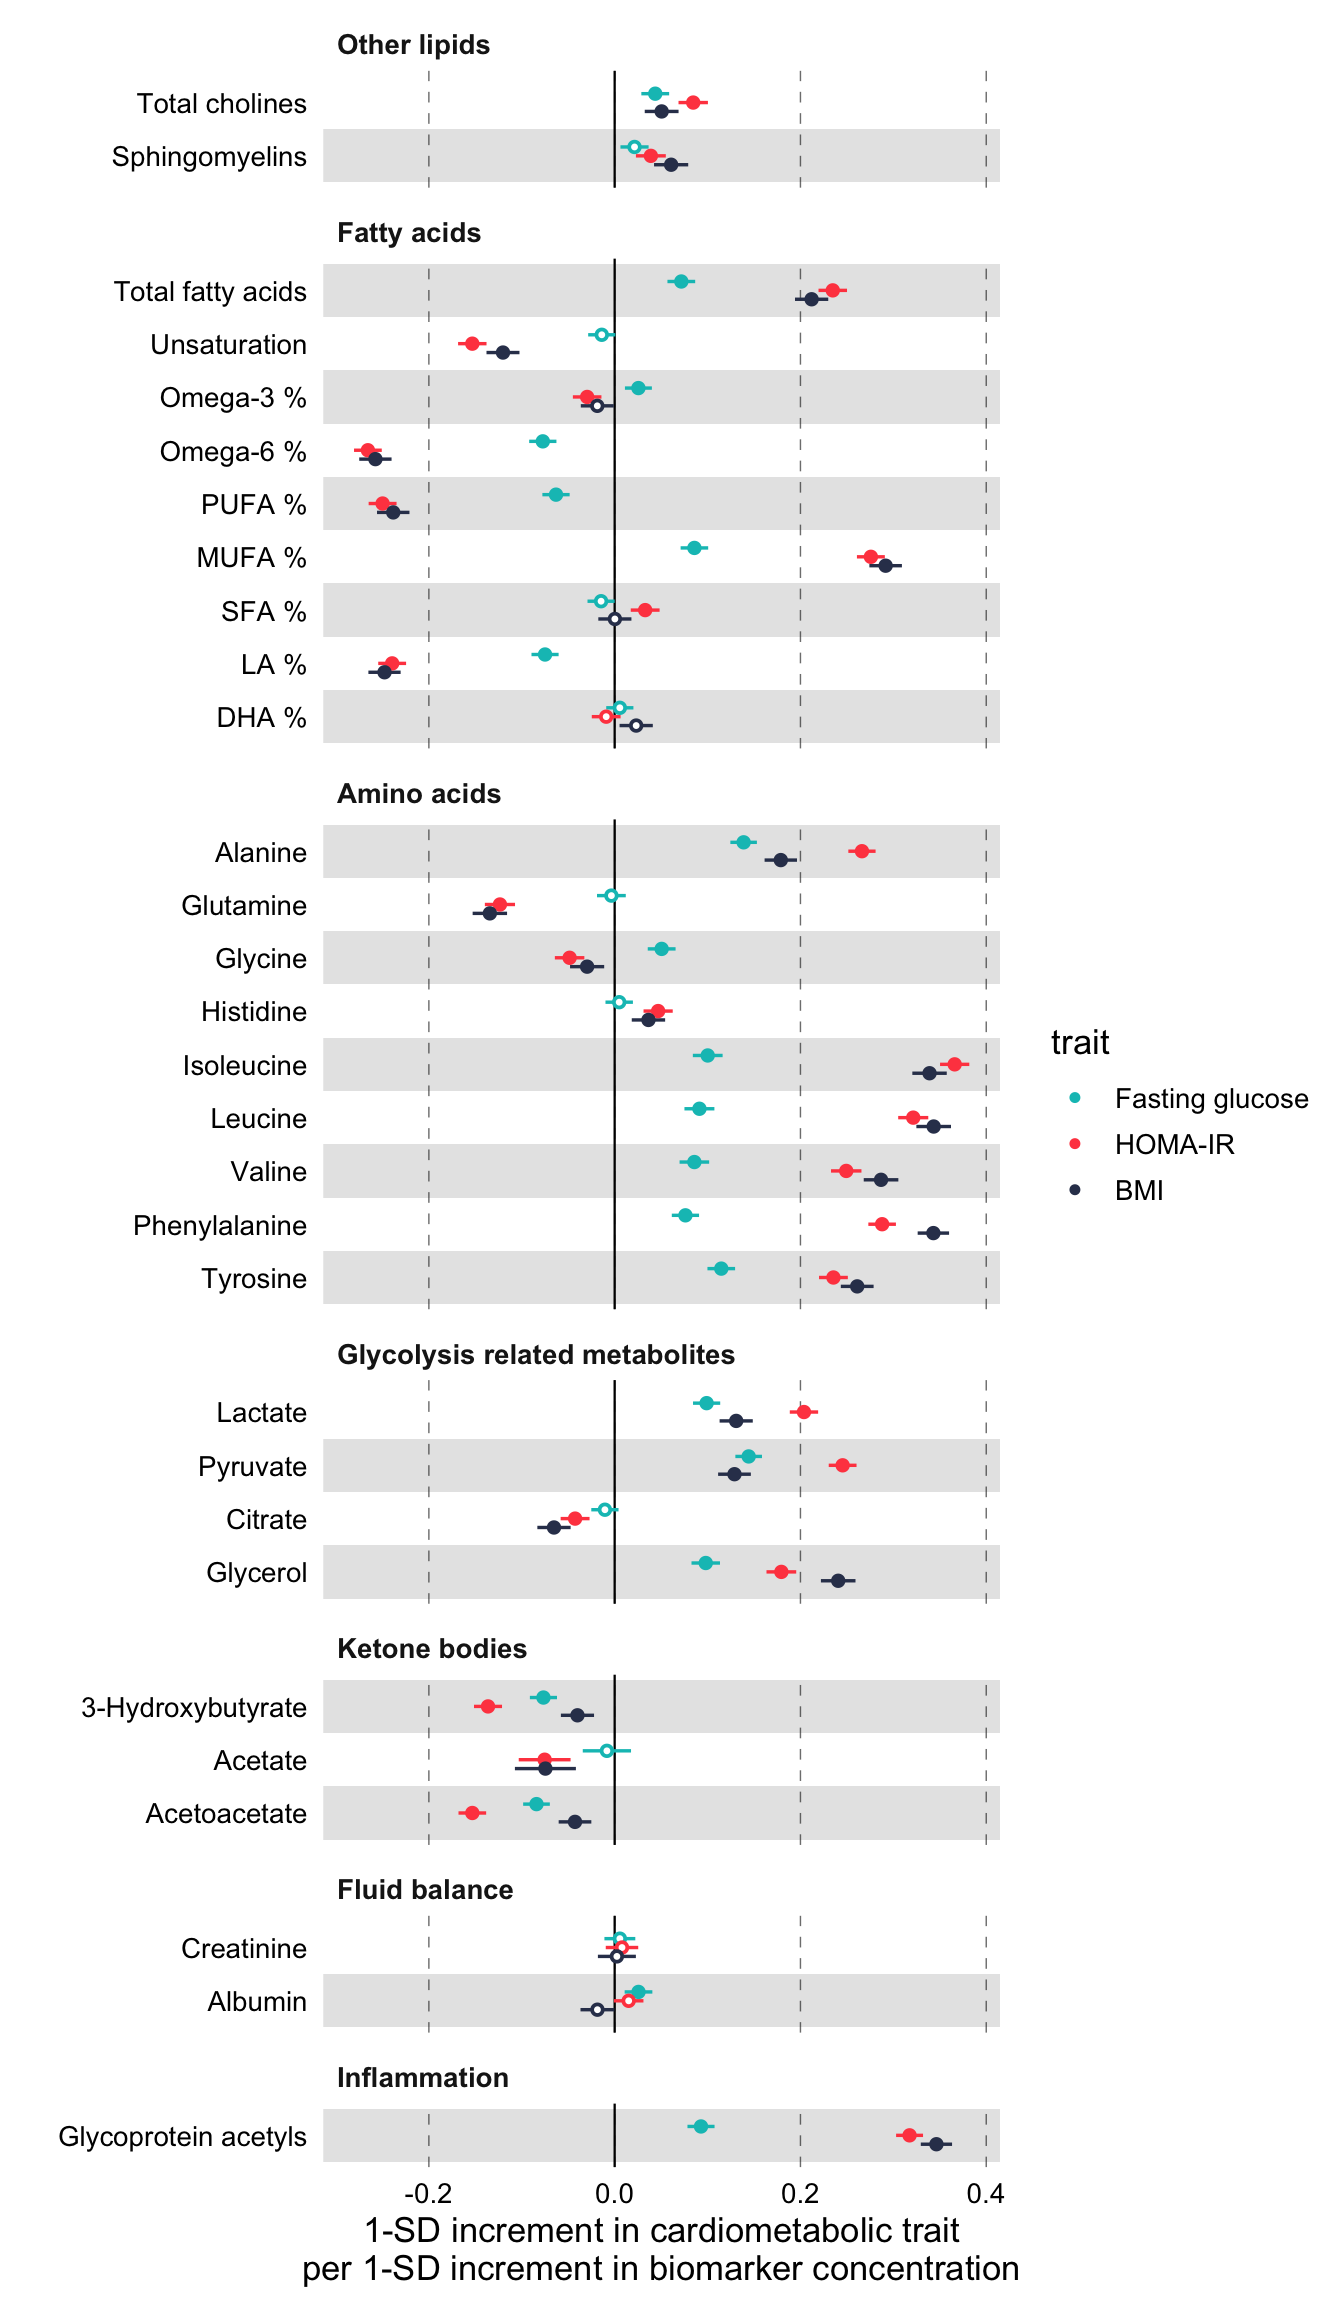 Other lipids
Total cholines
Sphingomyelins
Fatty acids
Total fatty acids
Unsaturation
Omega-3 %
Omega-6 %
PUFA %
MUFA %
SFA %
LA %
DHA %
Amino acids
Alanine
Glutamine
Glycine
Histidine
Isoleucine
Leucine
Valine
Phenylalanine
Tyrosine
trait
Fasting glucose
HOMA-IR
BMI
Glycolysis related metabolites
Lactate
Pyruvate
Citrate
Glycerol
Ketone bodies
3-Hydroxybutyrate
Acetate
Acetoacetate
Fluid balance
Creatinine
Albumin
Inflammation
Glycoprotein acetyls
-0.2 0.0 0.2 0.4
1-SD increment in cardiometabolic trait
per 1-SD increment in biomarker concentration